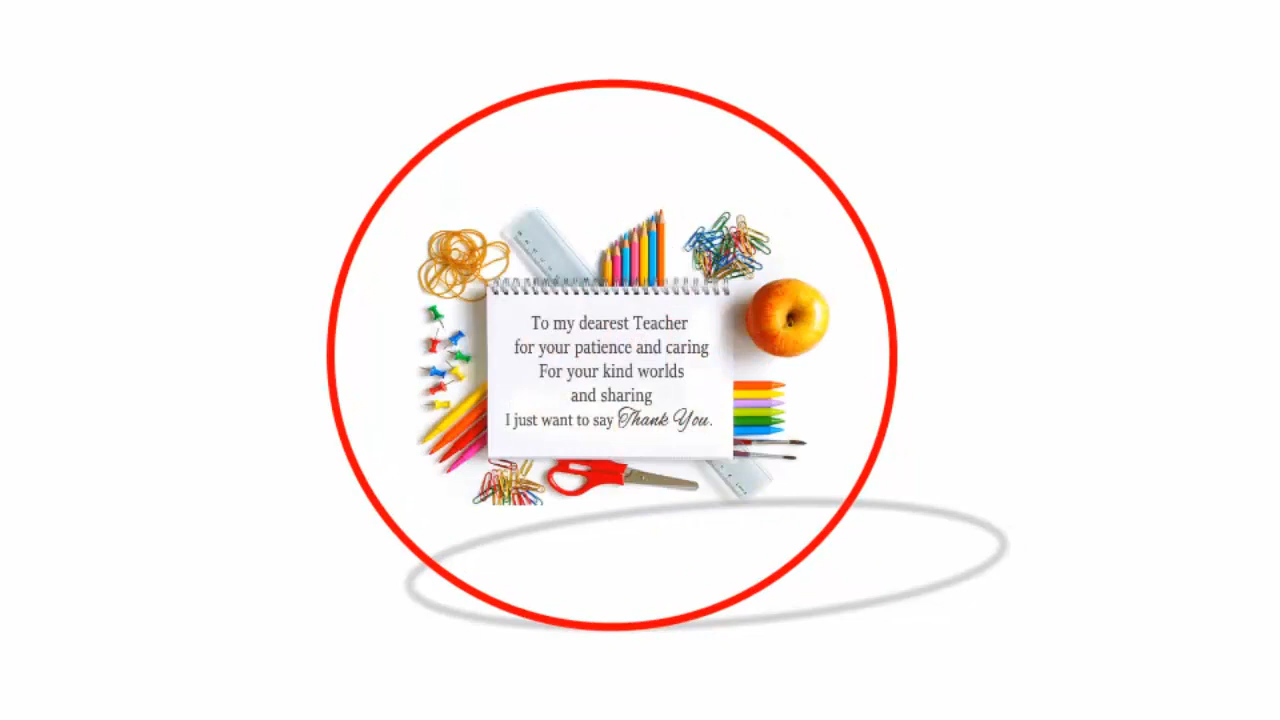 To my dearest Teacher
for your patience and caring
For your kind worlds
and sharing
I just want to say Thank You.